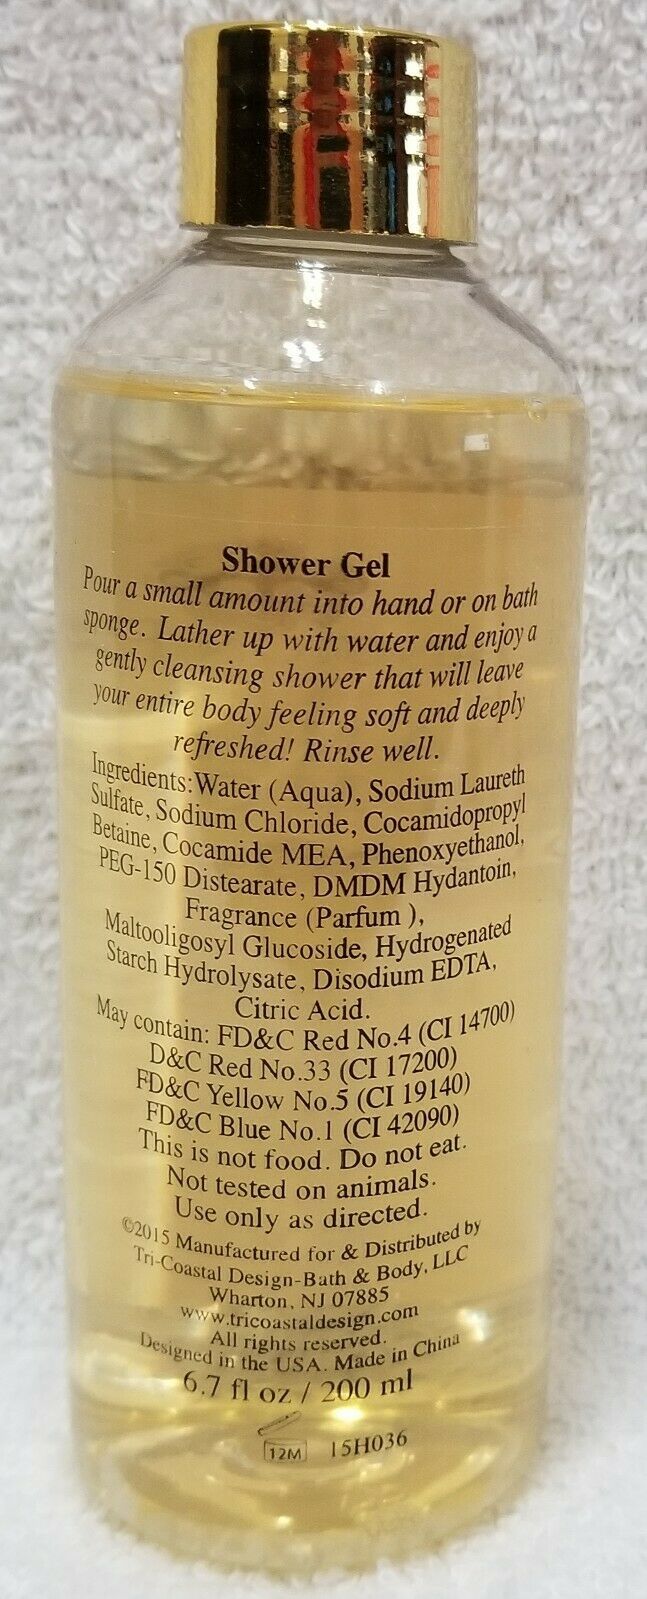 Shower Gel
Pour a small amount into hand or on bath
sponge. Lather up with water and enjoy a
gently cleansing shower that will leave
your entire body feeling soft and deeply
refreshed! Rinse well.
Ingredients: Water (Aqua), Sodium Laureth
Sulfate, Sodium Chloride, Cocamidopropyl
Betaine, Cocamide MEA, Phenoxyethanol,
PEG-150 Distearate, DMDM Hydantoin,
Fragrance (Parfum ),
Maltooligosyl Glucoside, Hydrogenated
Starch Hydrolysate, Disodium EDTA,
Citric Acid.
May contain: FD&C Red No.4 (CI 14700)
D&C Red No.33 (CI 17200)
FD&C Yellow No.5 (CI 19140)
FD&C Blue No.1 (CI 42090)
This is not food. Do not eat.
Not tested on animals.
Use only as directed.
©2015 Manufactured for & Distributed by
Tri-Coastal Design-Bath & Body, LLC
Wharton, NJ 07885
www.tricoastaldesign.com
All rights reserved.
Designed in the USA. Made in China
6.7 fl oz / 200 ml
12M 15H036